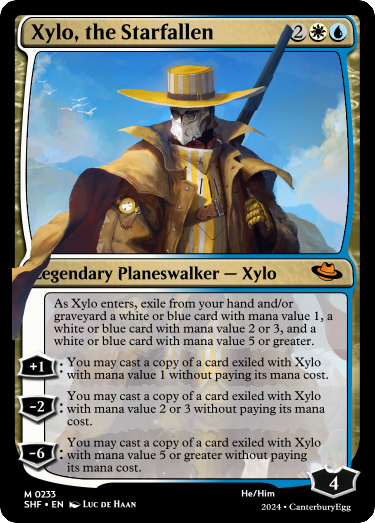 Xylo, the Starfallen 2
Legendary Planeswalker — Xylo
As Xylo enters, exile from your hand and/or
graveyard a white or blue card with mana value 1, a
white or blue card with mana value 2 or 3, and a
white or blue card with mana value 5 or greater.
+1 : You may cast a copy of a card exiled with Xylo
with mana value 1 without paying its mana cost.
-2 : You may cast a copy of a card exiled with Xylo
with mana value 2 or 3 without paying its mana
cost.
-6 : You may cast a copy of a card exiled with Xylo
with mana value 5 or greater without paying
its mana cost.
4
M 0233 He/Him
SHF • EN Luc de Haan 2024 • CanterburyEgg